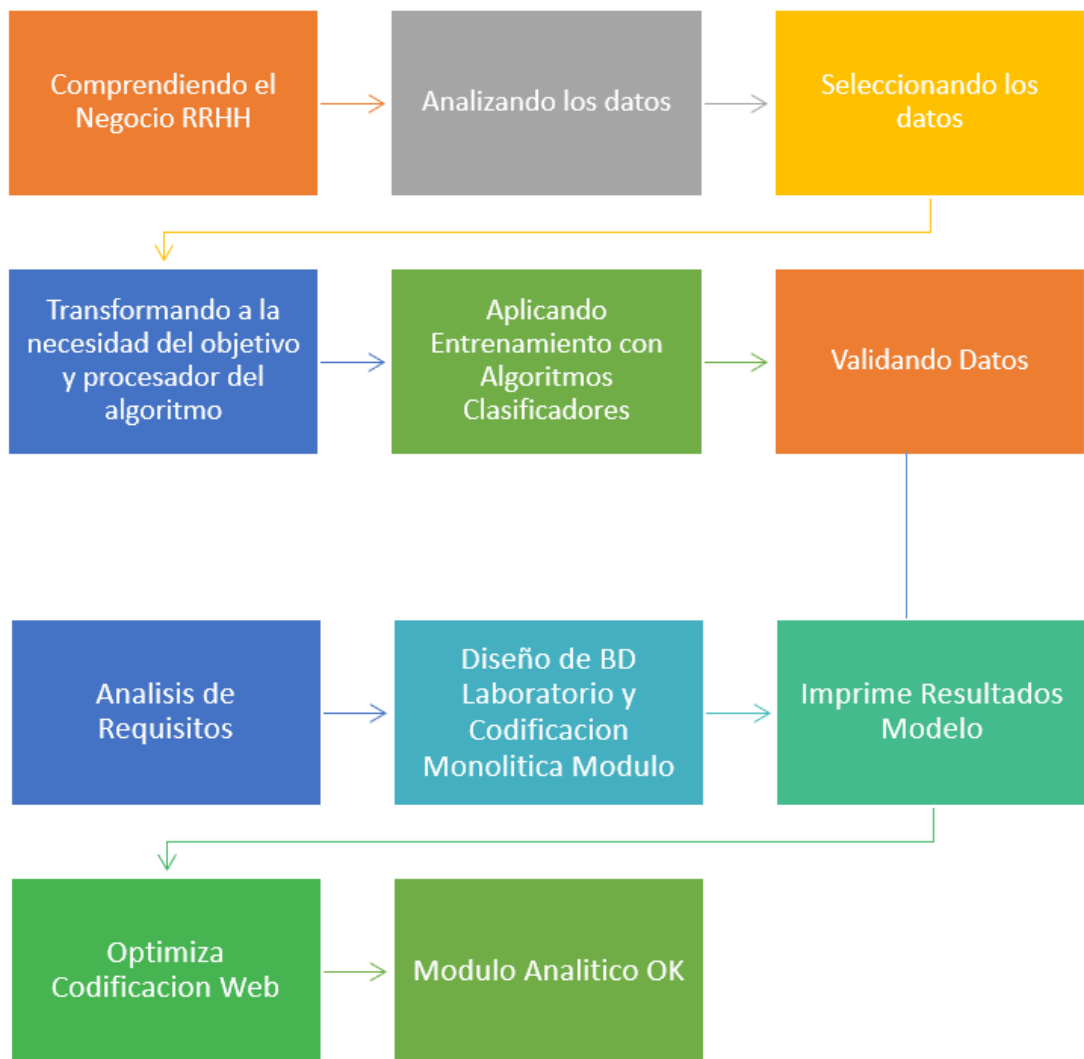 Comprendiendo el
Negocio RRHH
Analizando los datos
Seleccionando los
datos
Transformando a la
necesidad del objetivo
y procesador del
algoritmo
Aplicando
Entrenamiento con
Algoritmos
Clasificadores
Validando Datos
Analisis de
Requisitos
Diseño de BD
Laboratorio y
Codificacion
Monolitica Modulo
Imprime Resultados
Modelo
Optimiza
Codificacion Web
Modulo Analitico OK